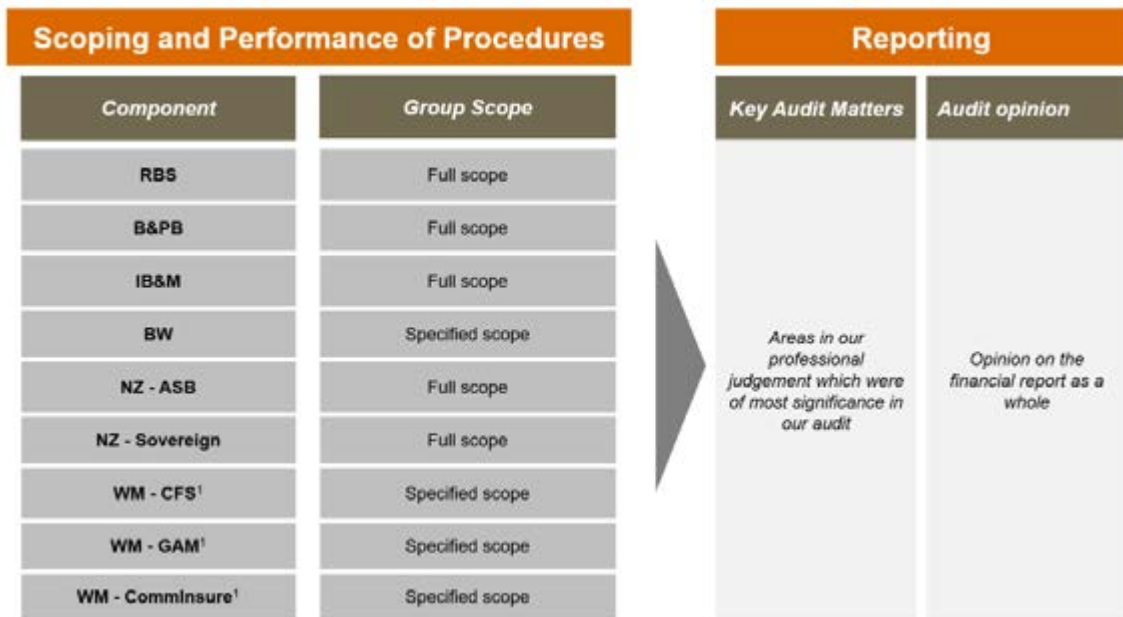 Scoping and Performance of Procedures
Reporting
Component
Group Scope
Key Audit Matters
Audit opinion
RBS
Full scope
B&PB
Full scope
IB&M
Full scope
BW
Specified scope
NZ - ASB
Full scope
NZ - Sovereign
Full scope
WM - CFS¹
Specified scope
WM - GAM¹
Specified scope
WM - CommInsure¹
Specified scope
Areas in our
professional
judgement which were
of most significance in
our audit
Opinion on the
financial report as a
whole